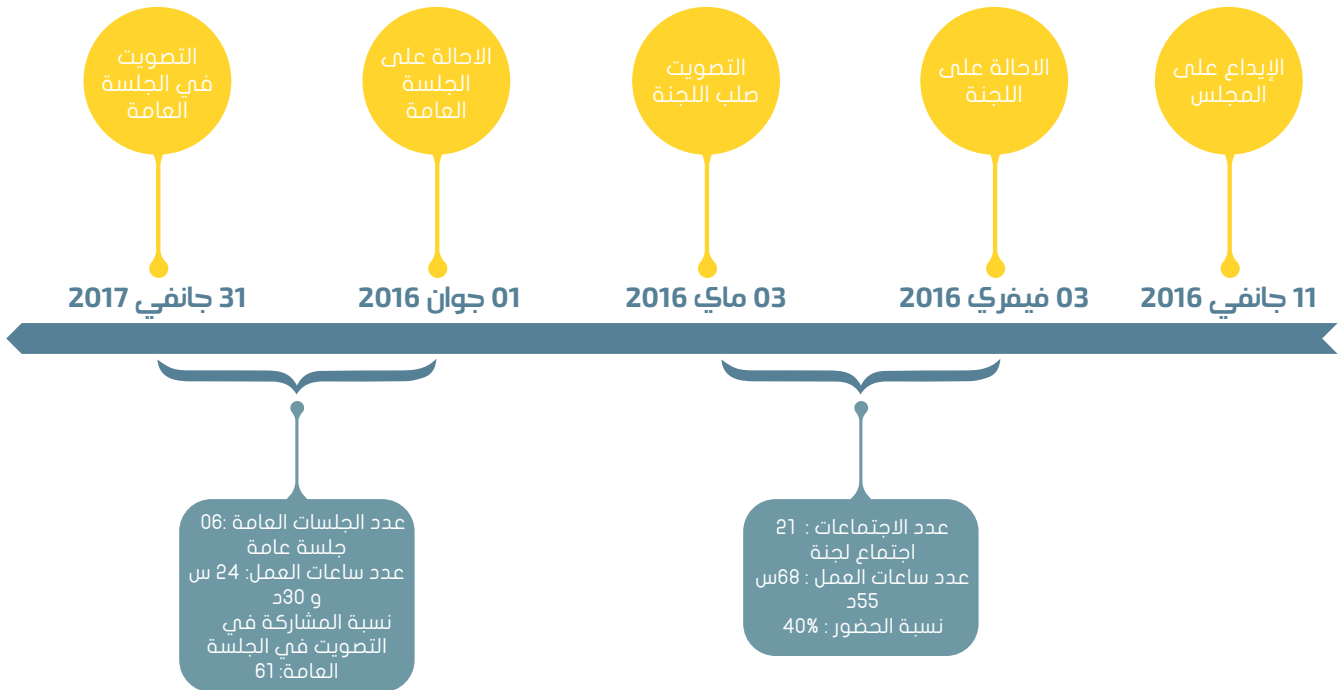 الإيداع على
المجلس
الاحالة على
اللجنة
التصويت
صلب اللجنة
الاحالة على
الجلسة
العامة
التصويت
في الجلسة
العامة
11 جانفي 2016
03 فيفري 2016
03 ماي 2016
01 جوان 2016
31 جانفي 2017
عدد الاجتماعات : 21
اجتماع لجنة
عدد ساعات العمل : 68س
55د
نسبة الحضور : 40%
عدد الجلسات العامة :06
جلسة عامة
عدد ساعات العمل: 24 س
و 30د
نسبة المشاركة في
التصويت في الجلسة
العامة: 61